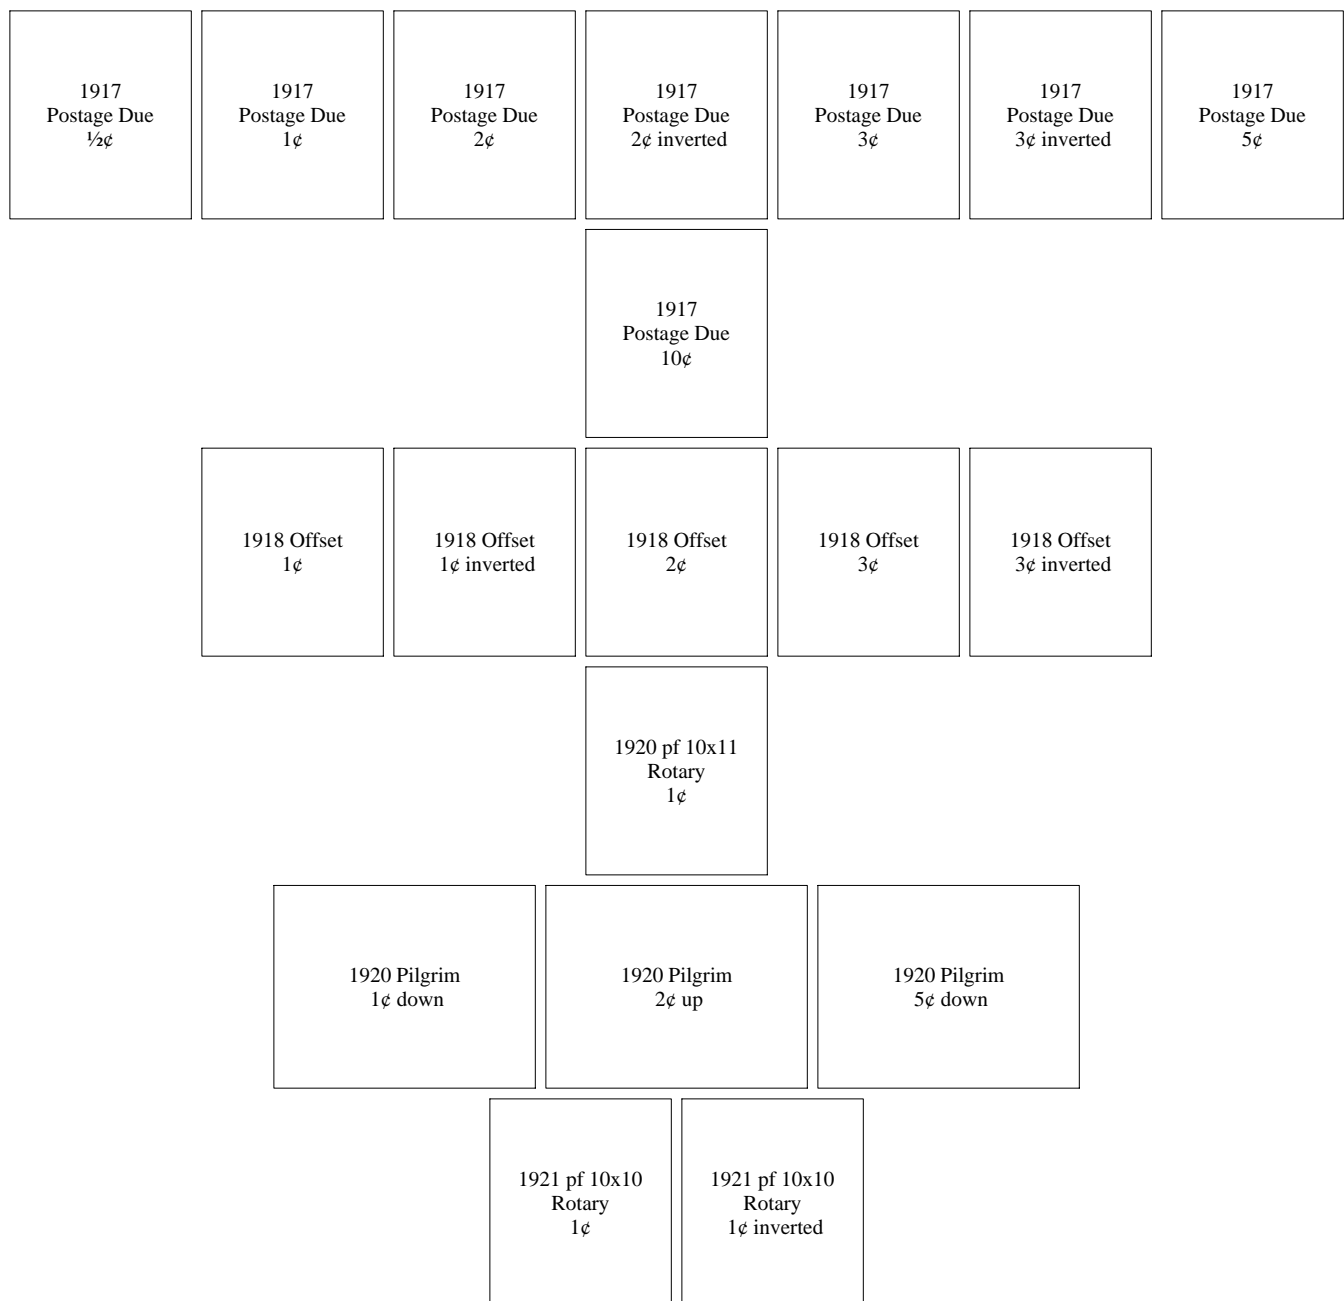 1917
Postage Due
½¢
1917
Postage Due
1¢
1917
Postage Due
2¢
1917
Postage Due
2¢ inverted
1917
Postage Due
3¢
1917
Postage Due
3¢ inverted
1917
Postage Due
5¢
1917
Postage Due
10¢
1918 Offset
1¢
1918 Offset
1¢ inverted
1918 Offset
2¢
1918 Offset
3¢
1918 Offset
3¢ inverted
1920 pf 10x11
Rotary
1¢
1920 Pilgrim
1¢ down
1920 Pilgrim
2¢ up
1920 Pilgrim
5¢ down
1921 pf 10x10
Rotary
1¢
1921 pf 10x10
Rotary
1¢ inverted